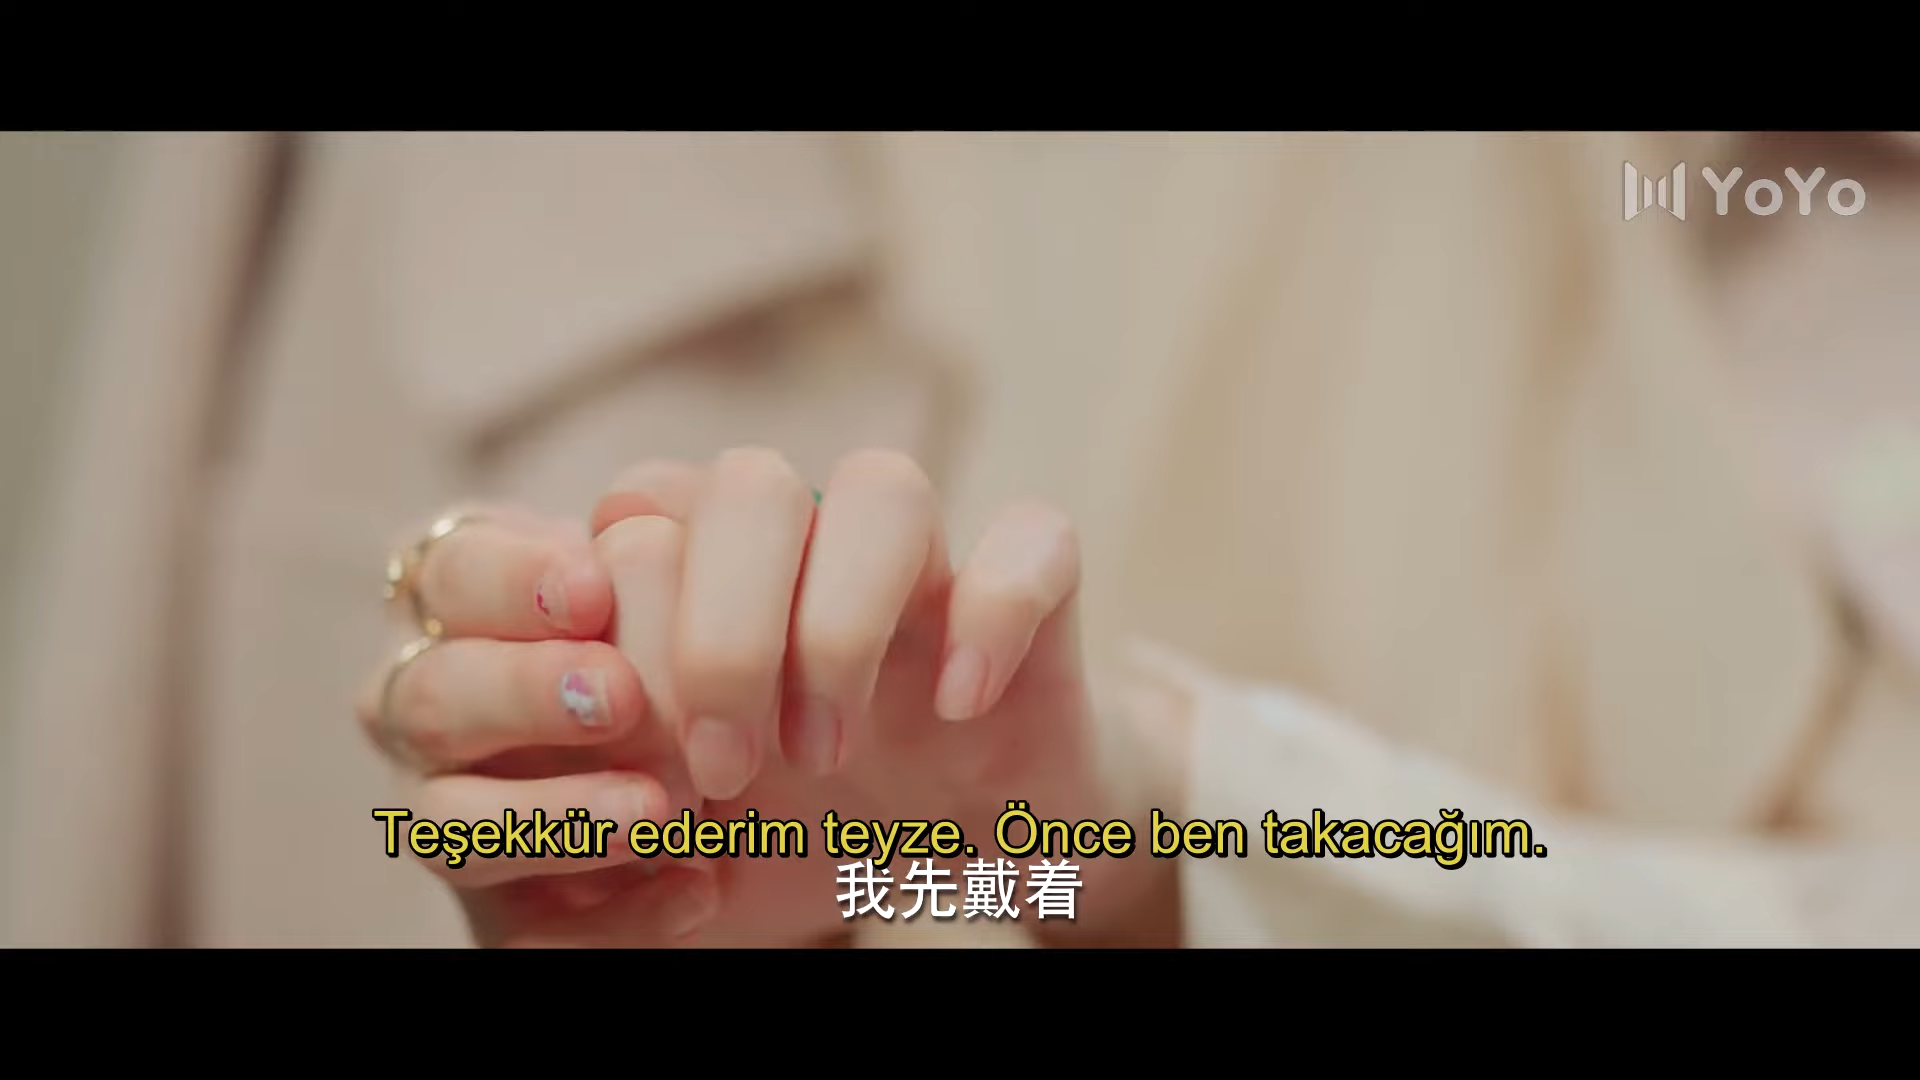 YoYo
Teşekkür ederim teyze. Önce ben takacağım.
我先戴着